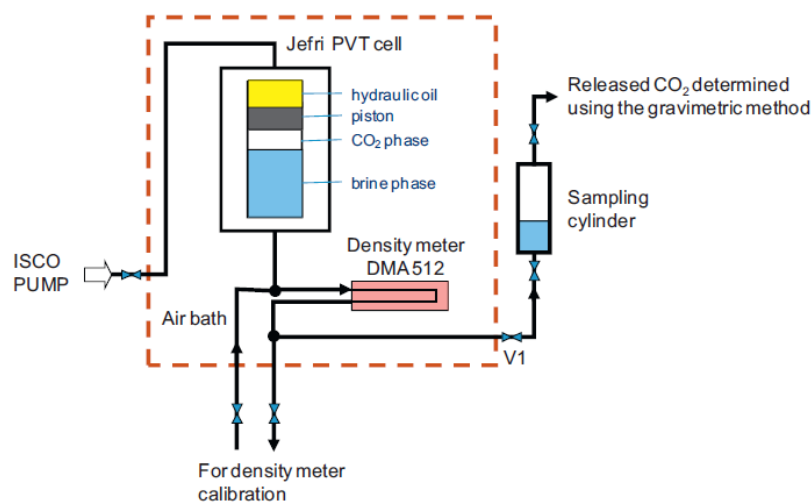 Jefri PVT cell
hydraulic oil
piston
CO₂ phase
brine phase
Released CO₂ determined
using the gravimetric method
Sampling
cylinder
ISCO
PUMP
Density meter
DMA 512
Air bath
V1
For density meter
calibration